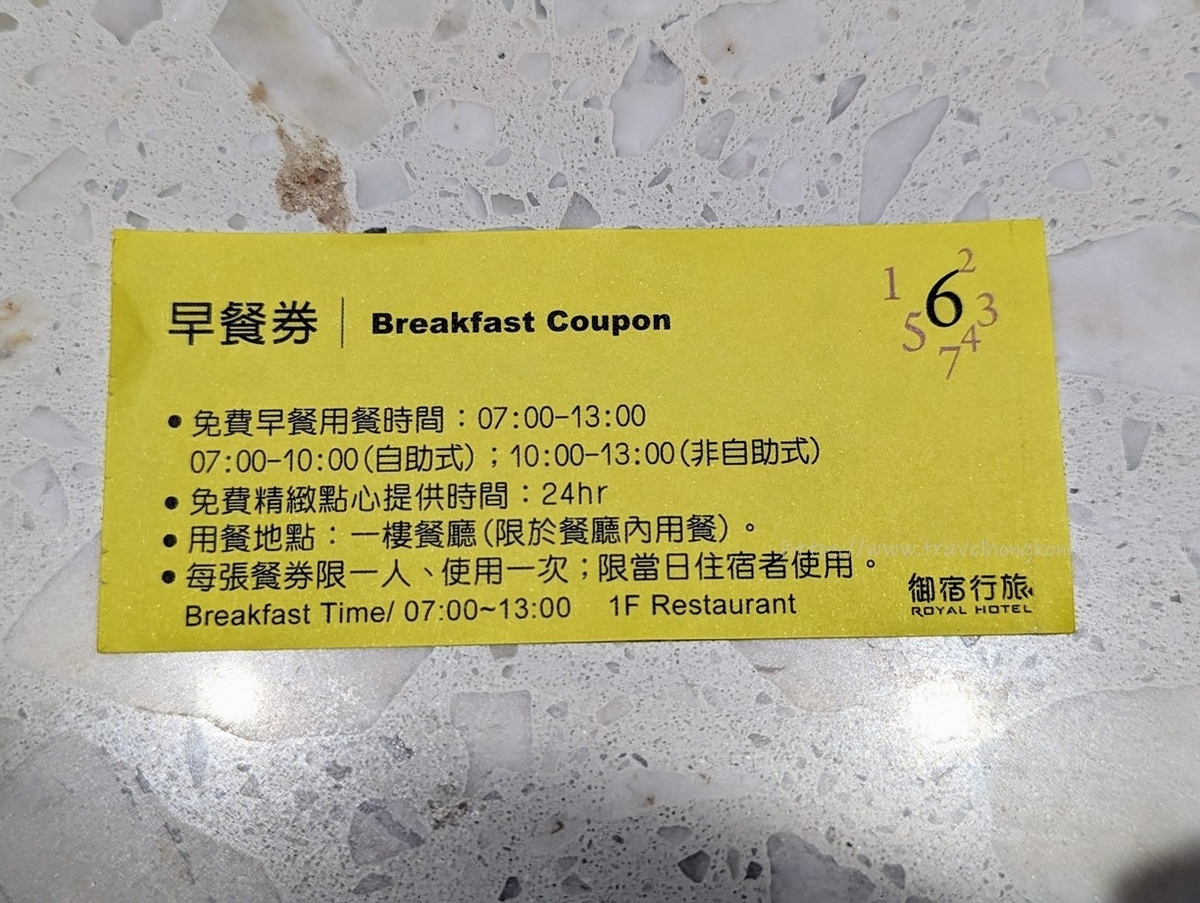 早餐券 Breakfast Coupon
1 2 3 4 5 6 7
●免費早餐用餐時間：07:00-13:00
07:00-10:00(自助式)；10:00-13:00(非自助式)
●免費精緻點心提供時間：24hr
●用餐地點：一樓餐廳(限於餐廳內用餐)。
●每張餐券限一人、使用一次；限當日住宿者使用。
Breakfast Time/ 07:00~13:00 1F Restaurant
御宿行旅
ROYAL HOTEL